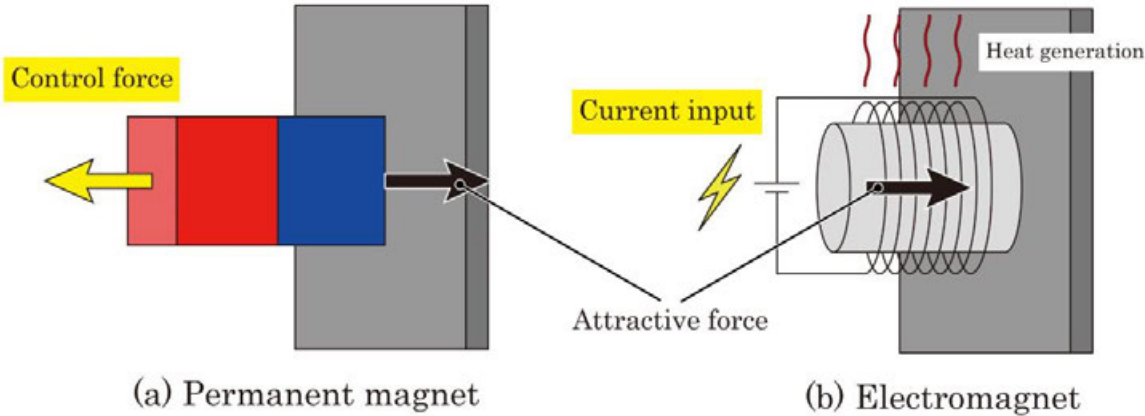 Control force
Heat generation
Current input
Attractive force
(a) Permanent magnet
(b) Electromagnet